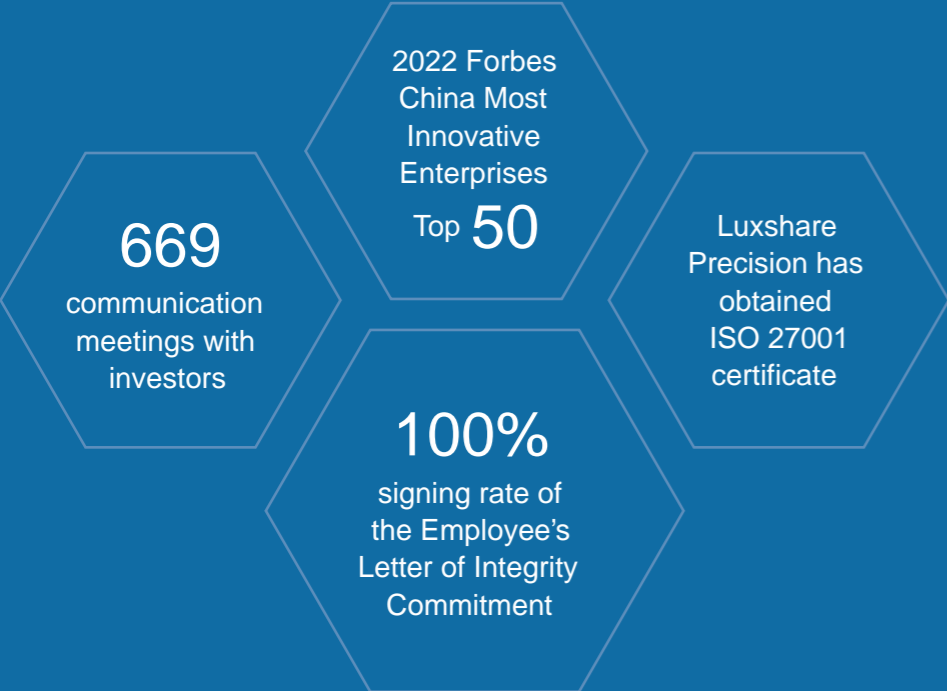 2022 Forbes
China Most
Innovative
Enterprises
Top 50
669
communication
meetings with
investors
Luxshare
Precision has
obtained
ISO 27001
certificate
100%
signing rate of
the Employee’s
Letter of Integrity
Commitment